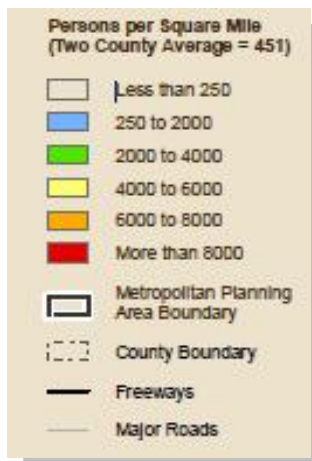 Persons per Square Mile
(Two County Average = 451)
Less than 250
250 to 2000
2000 to 4000
4000 to 6000
6000 to 8000
More than 8000
Metropolitan Planning
Area Boundary
County Boundary
Freeways
Major Roads